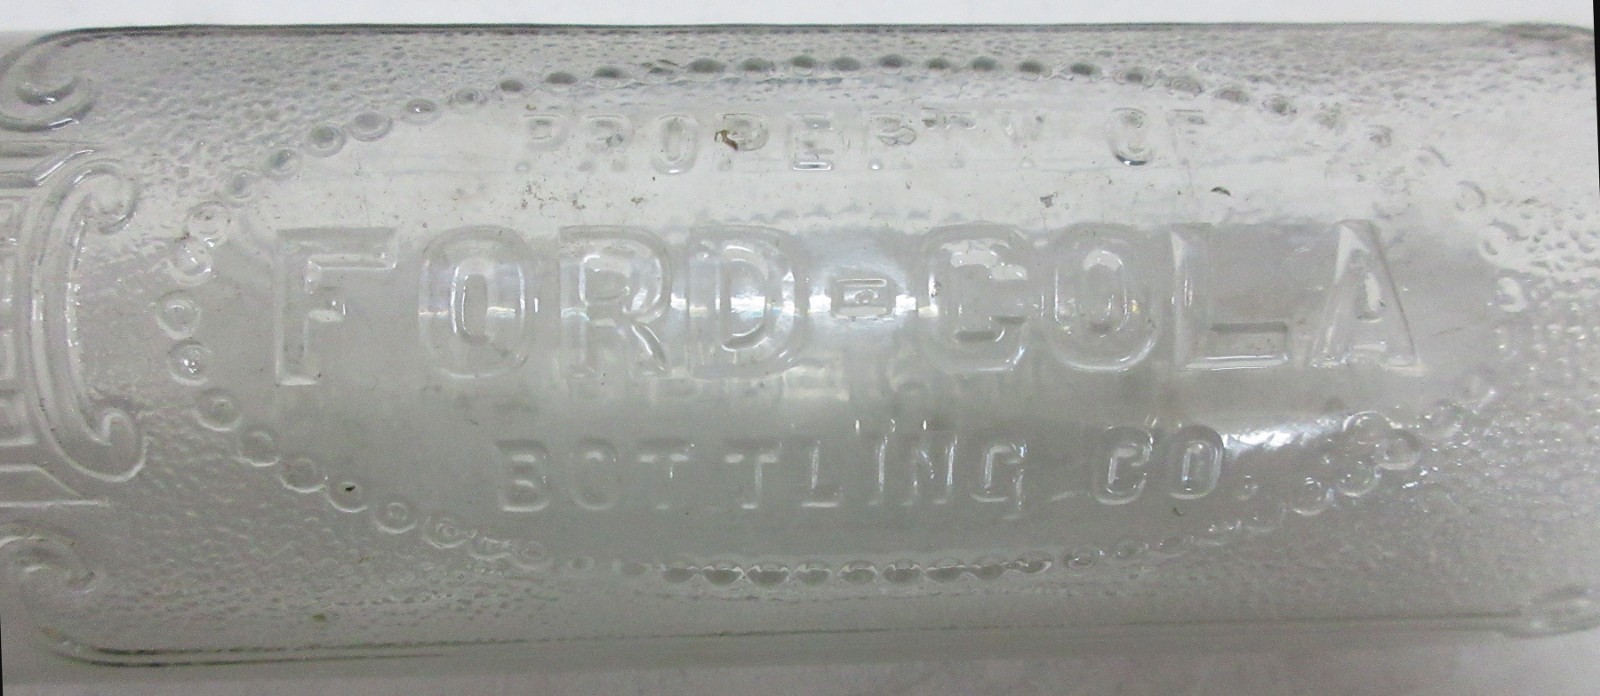 PROPERTY OF
FORD=COLA
BOTTLING CO.